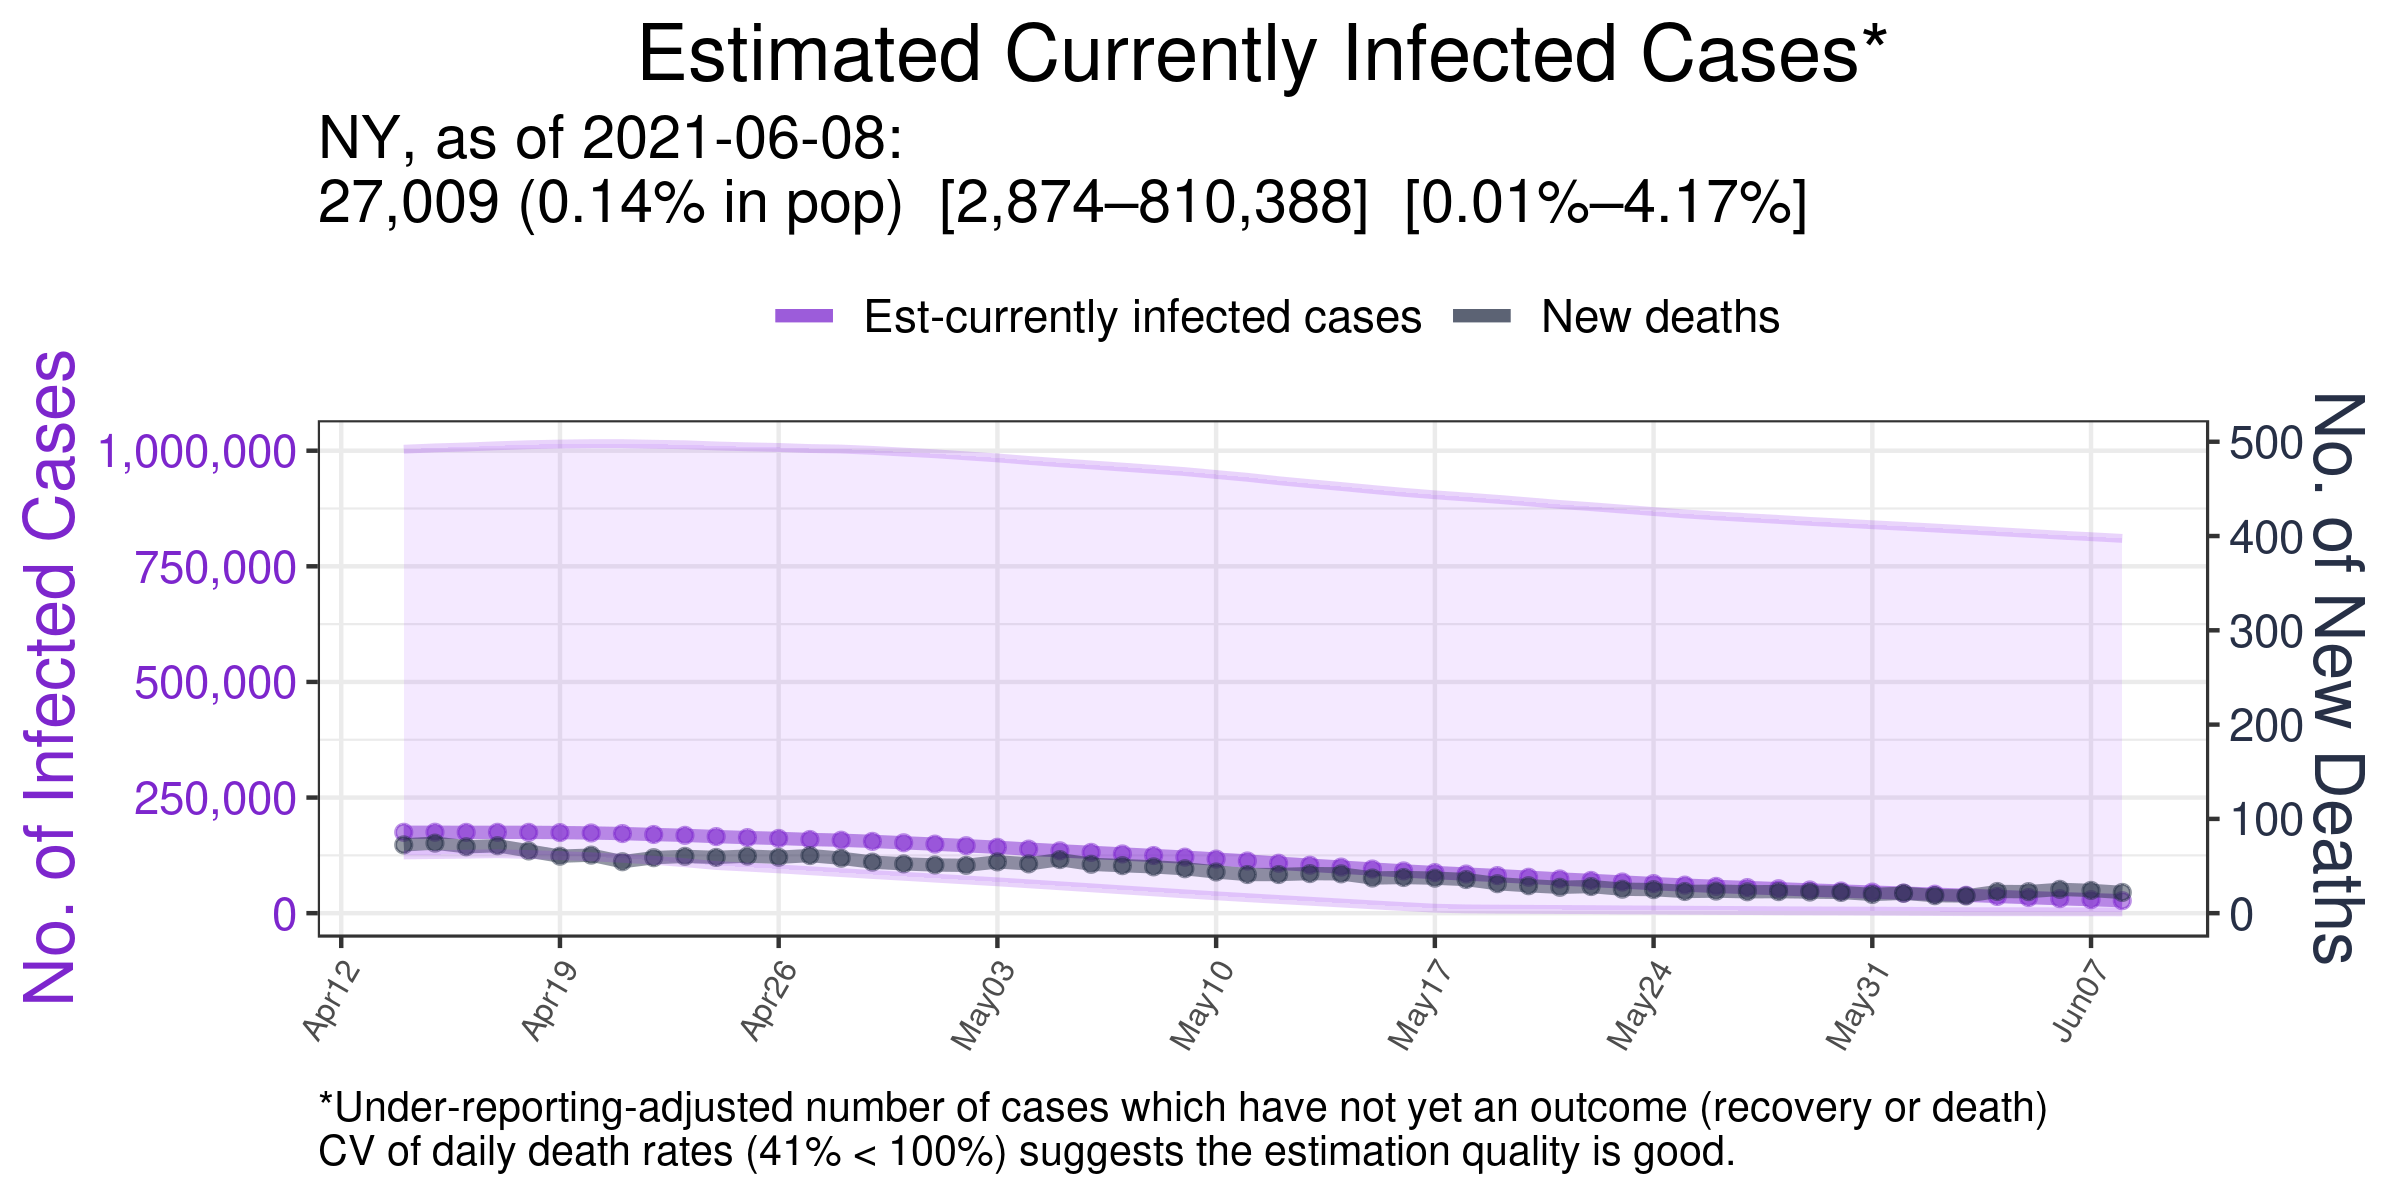 Estimated Currently Infected Cases*
NY, as of 2021-06-08:
27,009 (0.14% in pop)  [2,874–810,388]  [0.01%–4.17%]
Est-currently infected cases
New deaths
No. of Infected Cases
1,000,000
750,000
500,000
250,000
0
500
400
300
200
100
0
No. of New Deaths
Apr12
Apr19
Apr26
May03
May10
May17
May24
May31
Jun07
*Under-reporting-adjusted number of cases which have not yet an outcome (recovery or death)
CV of daily death rates (41% < 100%) suggests the estimation quality is good.